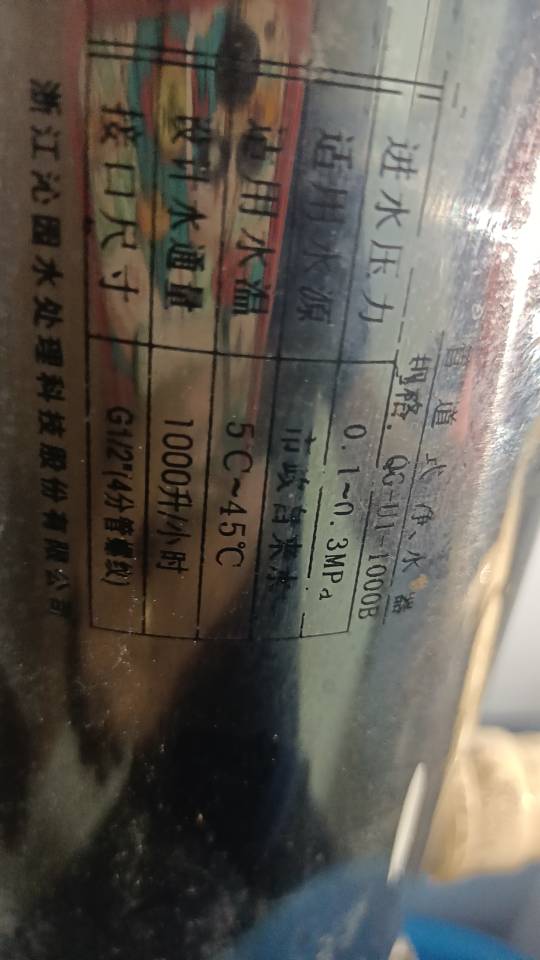 管道式净水器
规格: QG-U1-1000B
进水压力 0.1~0.3MPa
适用水源 市政自来水
适用水温 5℃~45℃
设计水通量 1000升/小时
接口尺寸 G1/2"(4分管螺纹)
浙江沁园水处理科技股份有限公司